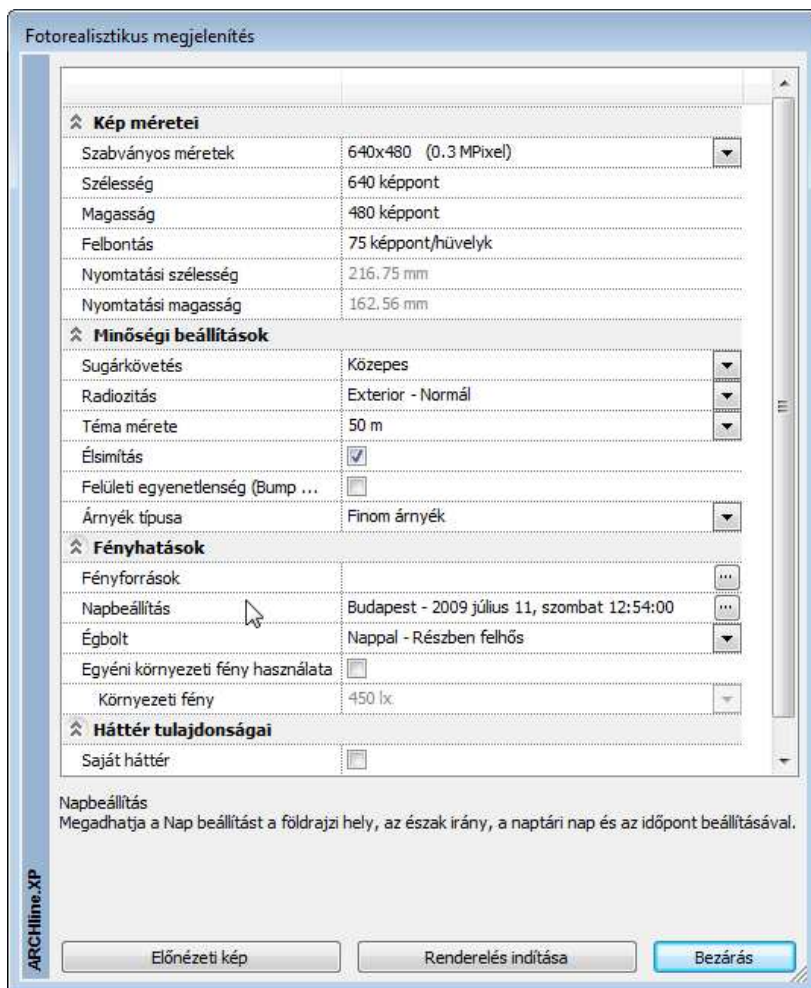 Fotorealisztikus megjelenítés
Kép méretei
Szabványos méretek 640x480 (0.3 MPixel)
Szélesség 640 képpont
Magasság 480 képpont
Felbontás 75 képpont/hüvelyk
Nyomtatási szélesség 216.75 mm
Nyomtatási magasság 162.56 mm
Minőségi beállítások
Sugárkövetés Közepes
Radiozitás Exterior - Normál
Téma mérete 50 m
Élsimítás
Felületi egyenetlenség (Bump ...
Árnyék típusa Finom árnyék
Fényhatások
Fényforrások ...
Napbeállítás Budapest - 2009 július 11, szombat 12:54:00 ...
Égbolt Nappal - Részben felhős
Egyéni környezeti fény használata
Környezeti fény 450 lx
Háttér tulajdonságai
Saját háttér
Napbeállítás
Megadhatja a Nap beállítást a földrajzi hely, az észak irány, a naptári nap és az időpont beállításával.
ARCHline.XP
Előnézeti kép Renderelés indítása Bezárás